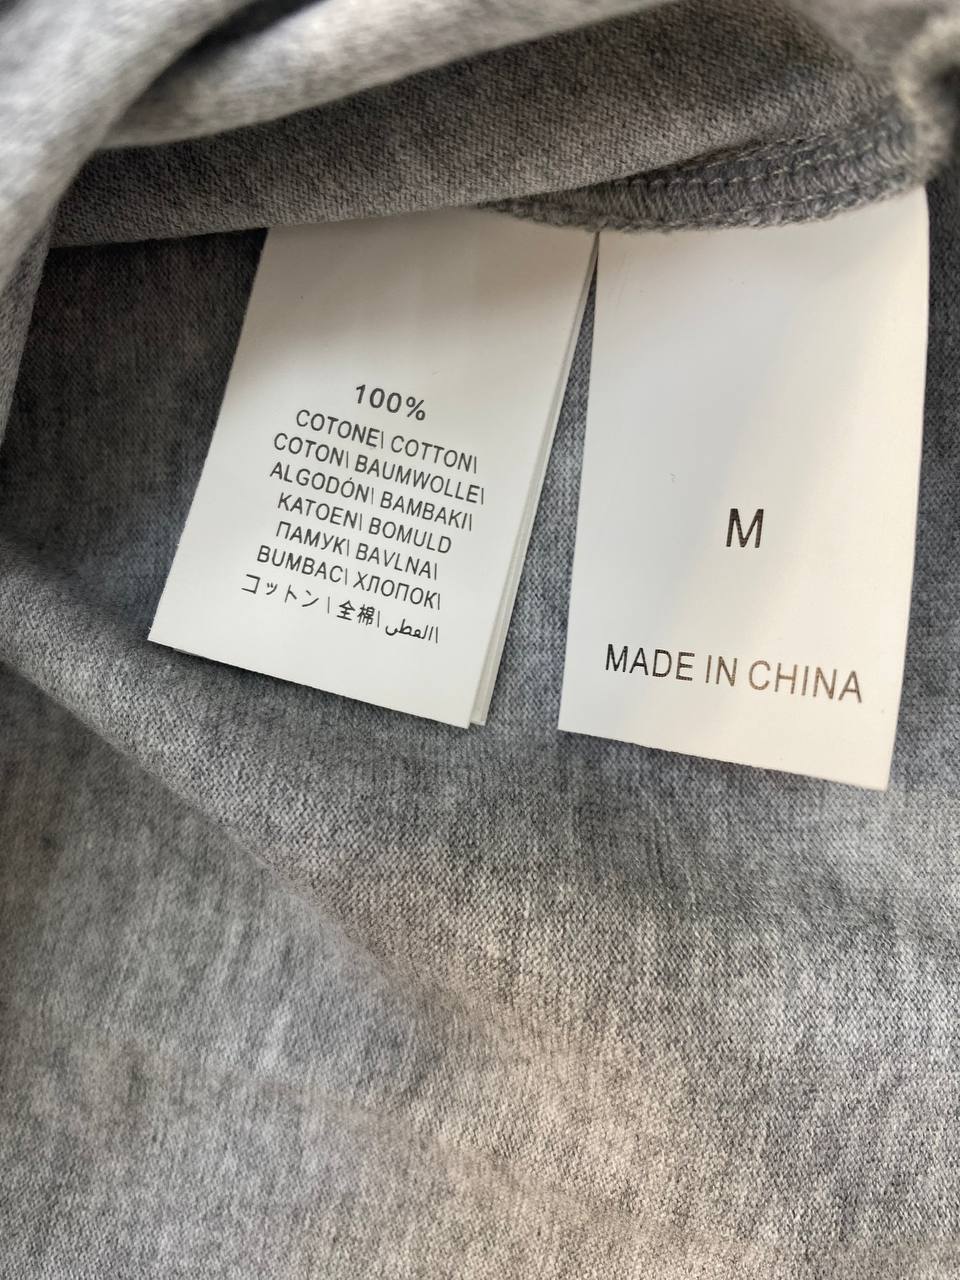 100%
COTONE\ COTTON\
COTON\ BAUMWOLLE\
ALGODÓN\ BAMBAKI\
KATOEN\ BOMULD
ПАМУК\ BAVLNA\
BUMBAC\ ХЛОПОК\
コットン \ 全棉\
M
MADE IN CHINA